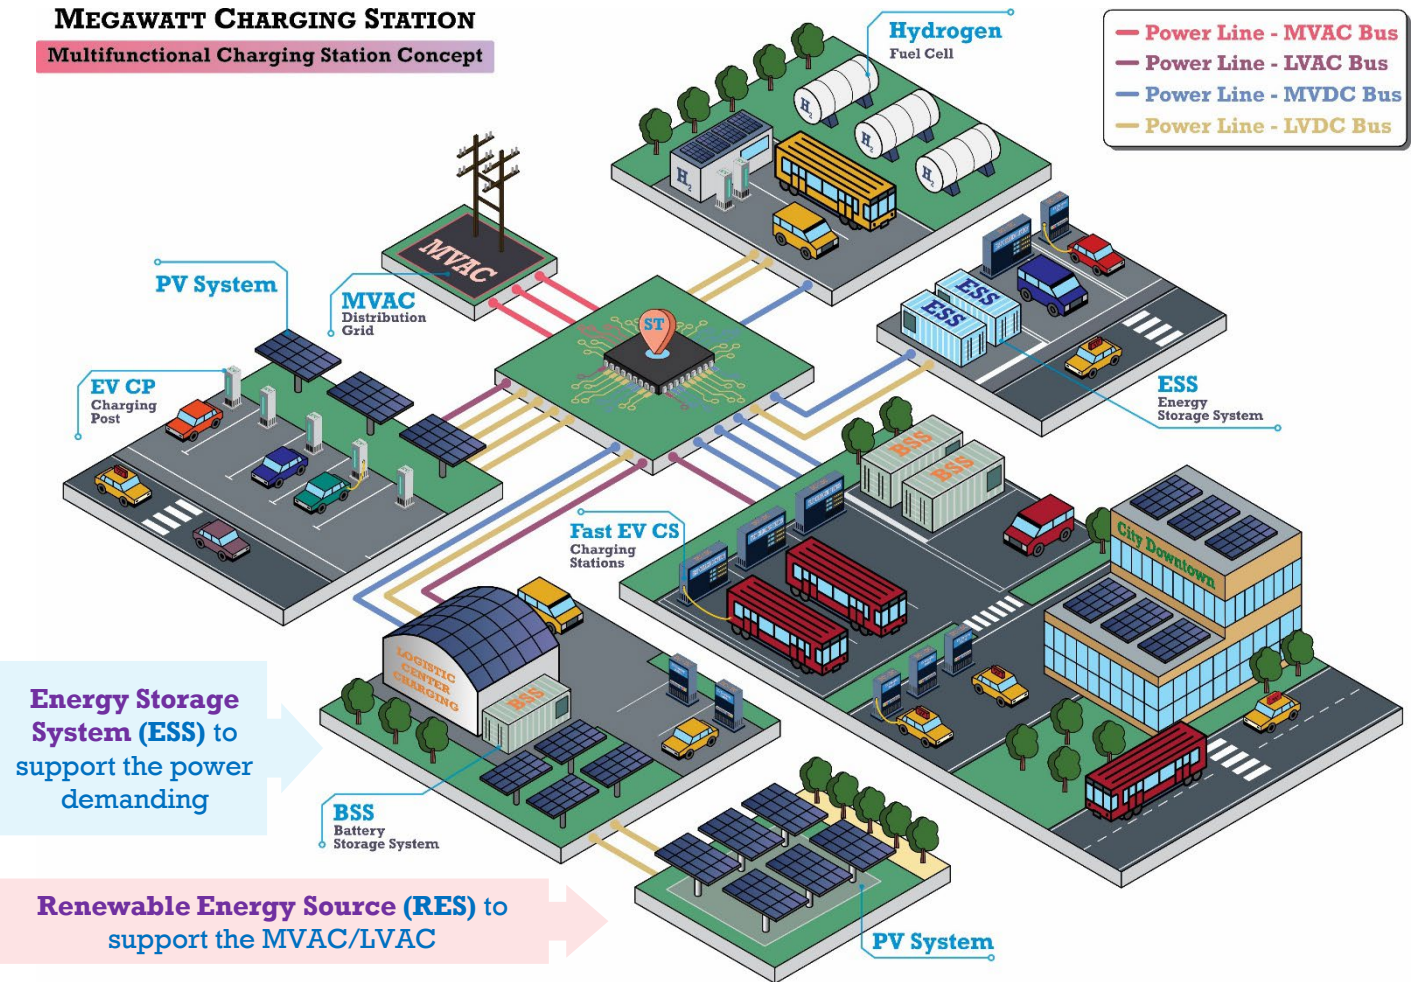 MEGAWATT CHARGING STATION
Multifunctional Charging Station Concept
Power Line - MVAC Bus
Power Line - LVAC Bus
Power Line - MVDC Bus
Power Line - LVDC Bus
Hydrogen
Fuel Cell
H2
H2
H2
H2
MVAC
PV System
MVAC
Distribution
Grid
ST
ESS
ESS
ESS
Energy
Storage System
EV CP
Charging
Post
BSS
BSS
Fast EV CS
Charging
Stations
City Downtown
LOGISTIC
CENTER
CHARGING
BSS
Energy Storage
System (ESS) to
support the power
demanding
BSS
Battery
Storage System
Renewable Energy Source (RES) to
support the MVAC/LVAC
PV System